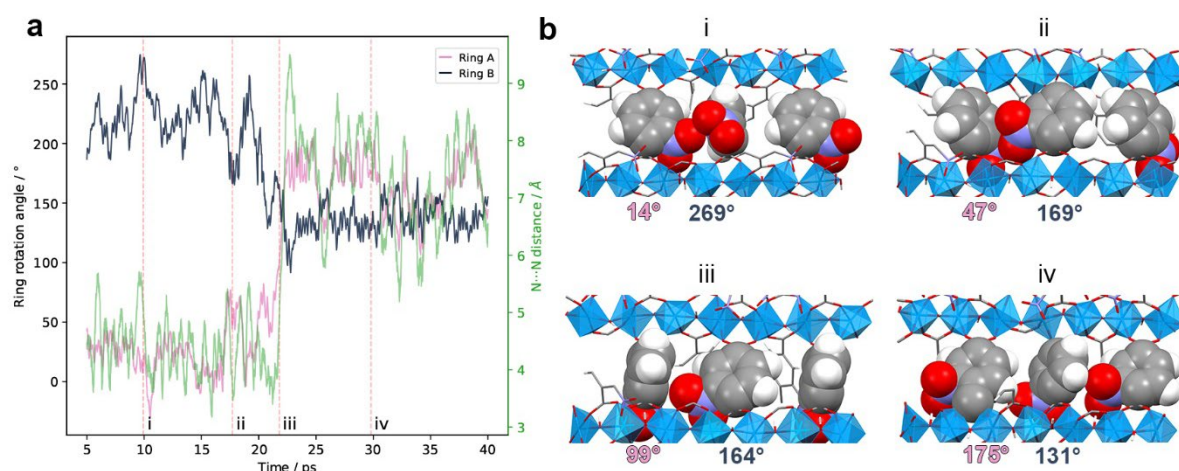 a
Ring rotation angle / °
250
200
150
100
50
0
Ring A
Ring B
9
8
7
6
5
4
3
N···N distance / Å
i
ii
iii
iv
5
10
15
20
25
30
35
40
Time / ps
b
i
14°
269°
ii
47°
169°
iii
99°
164°
iv
175°
131°